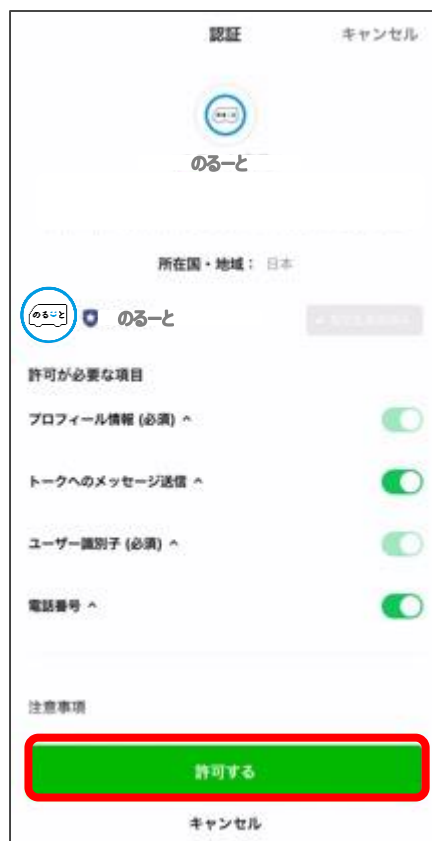 認証
キャンセル
のるーと
所在国・地域： 日本
のるーと
のるーと
許可が必要な項目
プロフィール情報 (必須) ^
トークへのメッセージ送信 ^
ユーザー識別子 (必須) ^
電話番号 ^
注意事項
許可する
キャンセル